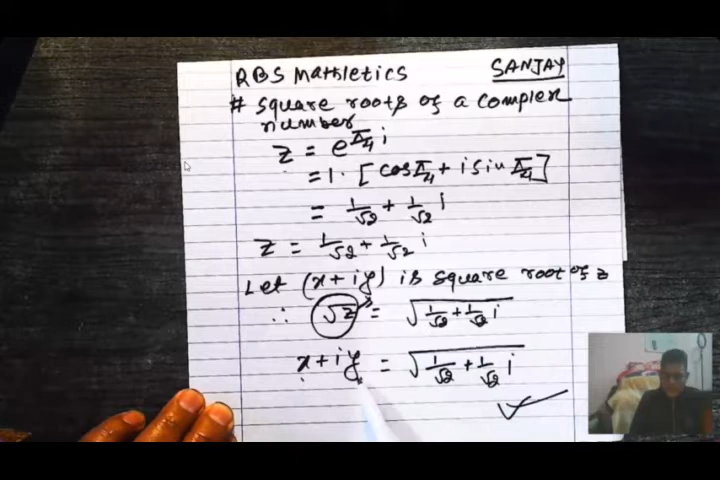 RBS Mathletics SANJAY
# Square roots of a complex
number
z = e^{π/4 i}
= 1. [cos π/4 + i sin π/4]
= 1/√2 + 1/√2 i
z = 1/√2 + 1/√2 i
Let (x+iy) is square root of z
∴ √z = √(1/√2 + 1/√2 i)
x+iy = √(1/√2 + 1/√2 i)